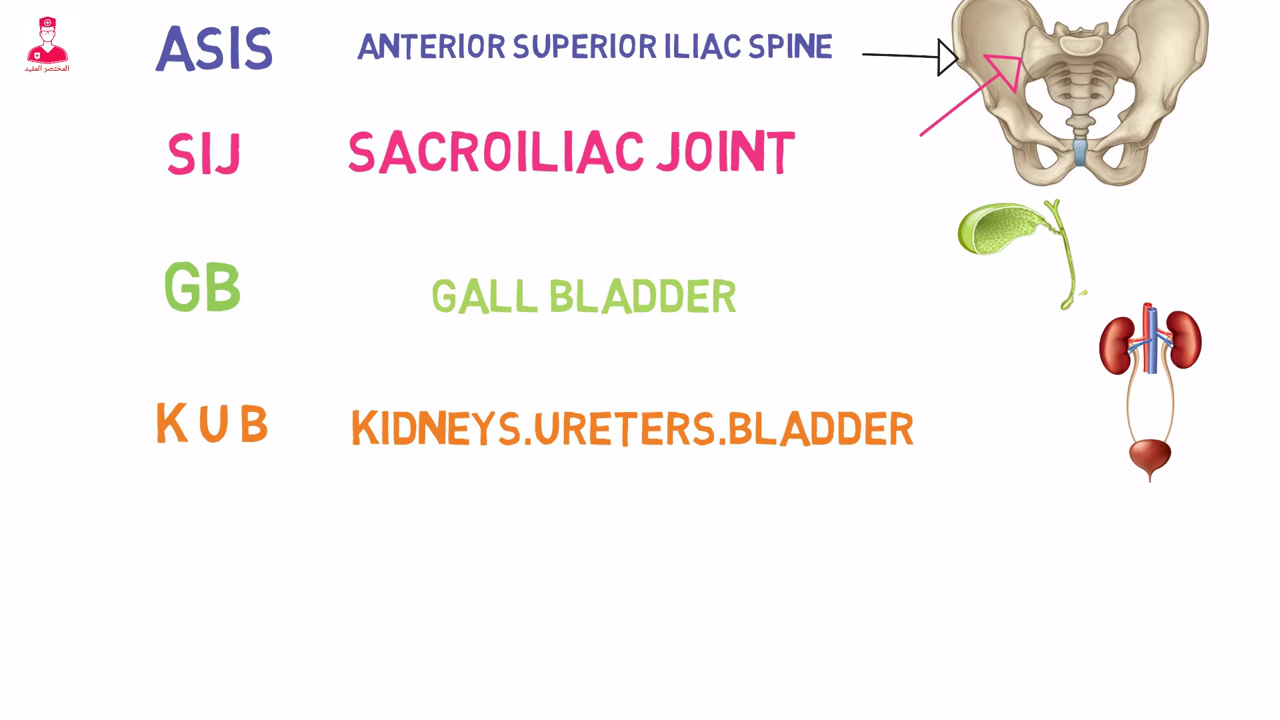 المختصر المفيد
ASIS ANTERIOR SUPERIOR ILIAC SPINE
SIJ SACROILIAC JOINT
GB GALL BLADDER
K U B KIDNEYS.URETERS.BLADDER